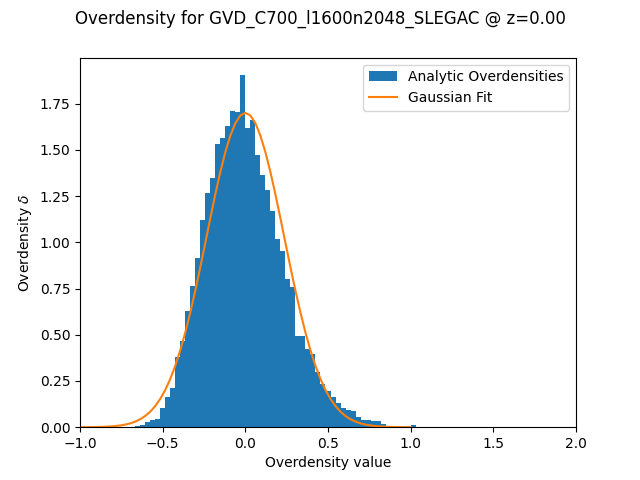 Overdensity for GVD_C700_l1600n2048_SLEGAC @ z=0.00
Analytic Overdensities
Gaussian Fit
Overdensity δ
1.75
1.50
1.25
1.00
0.75
0.50
0.25
0.00
−1.0 −0.5 0.0 0.5 1.0 1.5 2.0
Overdensity value